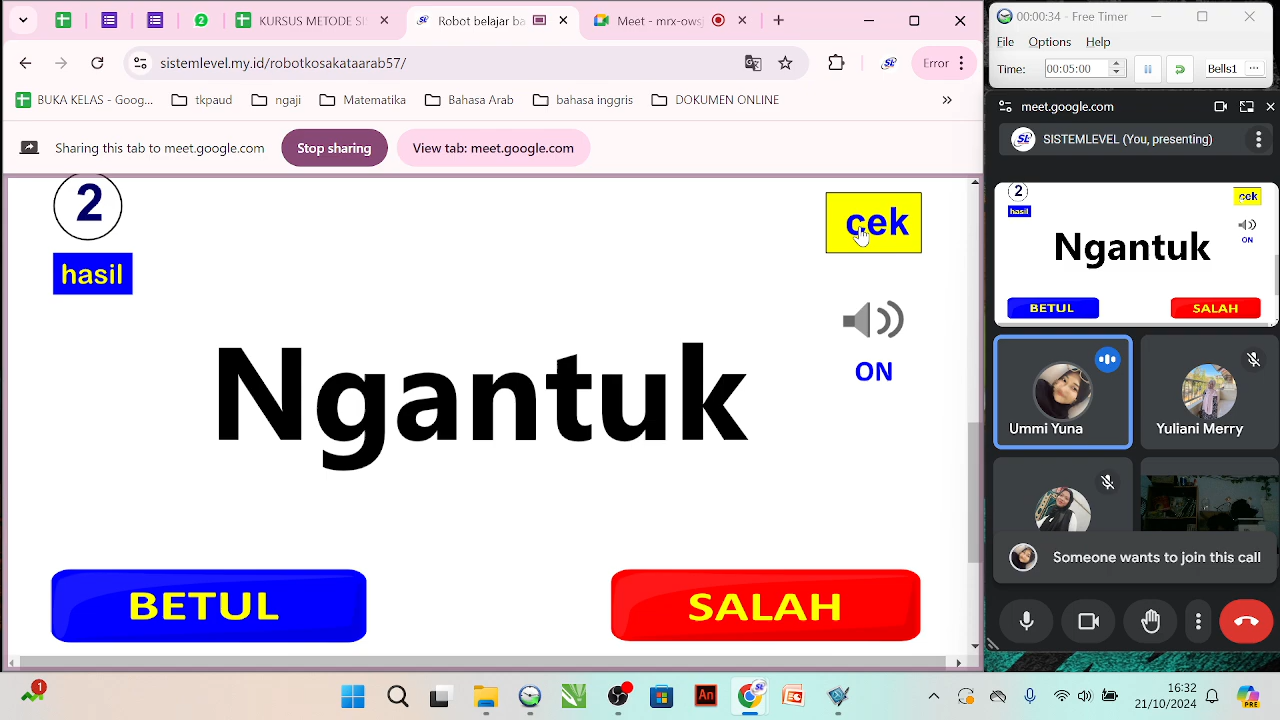 2
KURSUS METODE SI
Robot belajar ba
Meet - mrx-ows
sistemlevel.my.id/robotkosakataarab57/
Error
BUKA KELAS - Goog...
tkpaud
ngaji
Matematika
Bahasa Arab
bahasa inggris
DOKUMEN ONLINE
Sharing this tab to meet.google.com
Stop sharing
View tab: meet.google.com
2
cek
hasil
ON
Ngantuk
BETUL
SALAH
00:00:34 - Free Timer
File Options Help
Time: 00:05:00 Bells1 ...
meet.google.com
SISTEMLEVEL (You, presenting)
2
cek
hasil
ON
Ngantuk
BETUL
SALAH
Ummi Yuna
Yuliani Merry
Someone wants to join this call
1
An
16:32
21/10/2024
PRE